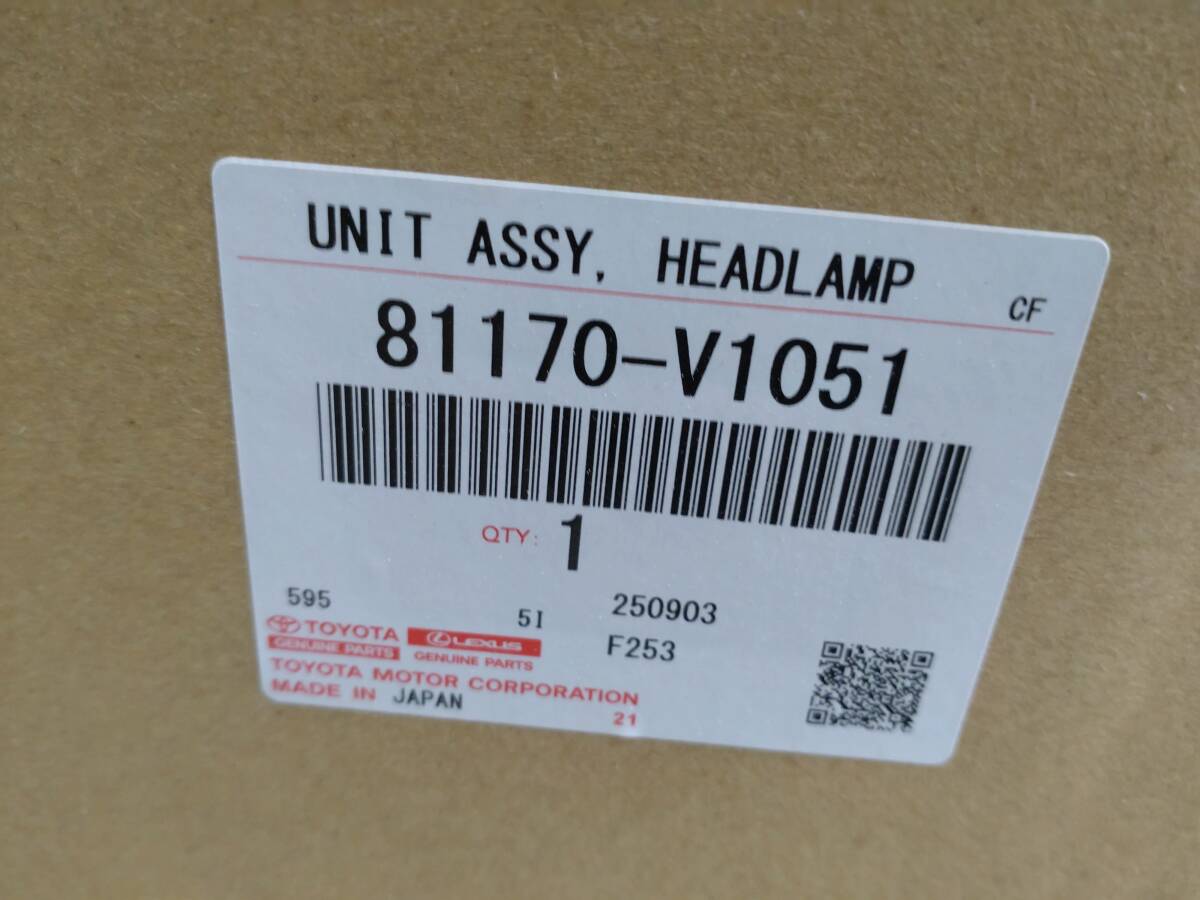 UNIT ASSY, HEADLAMP
CF
81170-V1051
QTY: 1
595
5I
250903
TOYOTA
GENUINE PARTS
LEXUS
GENUINE PARTS
F253
TOYOTA MOTOR CORPORATION
MADE IN JAPAN
21